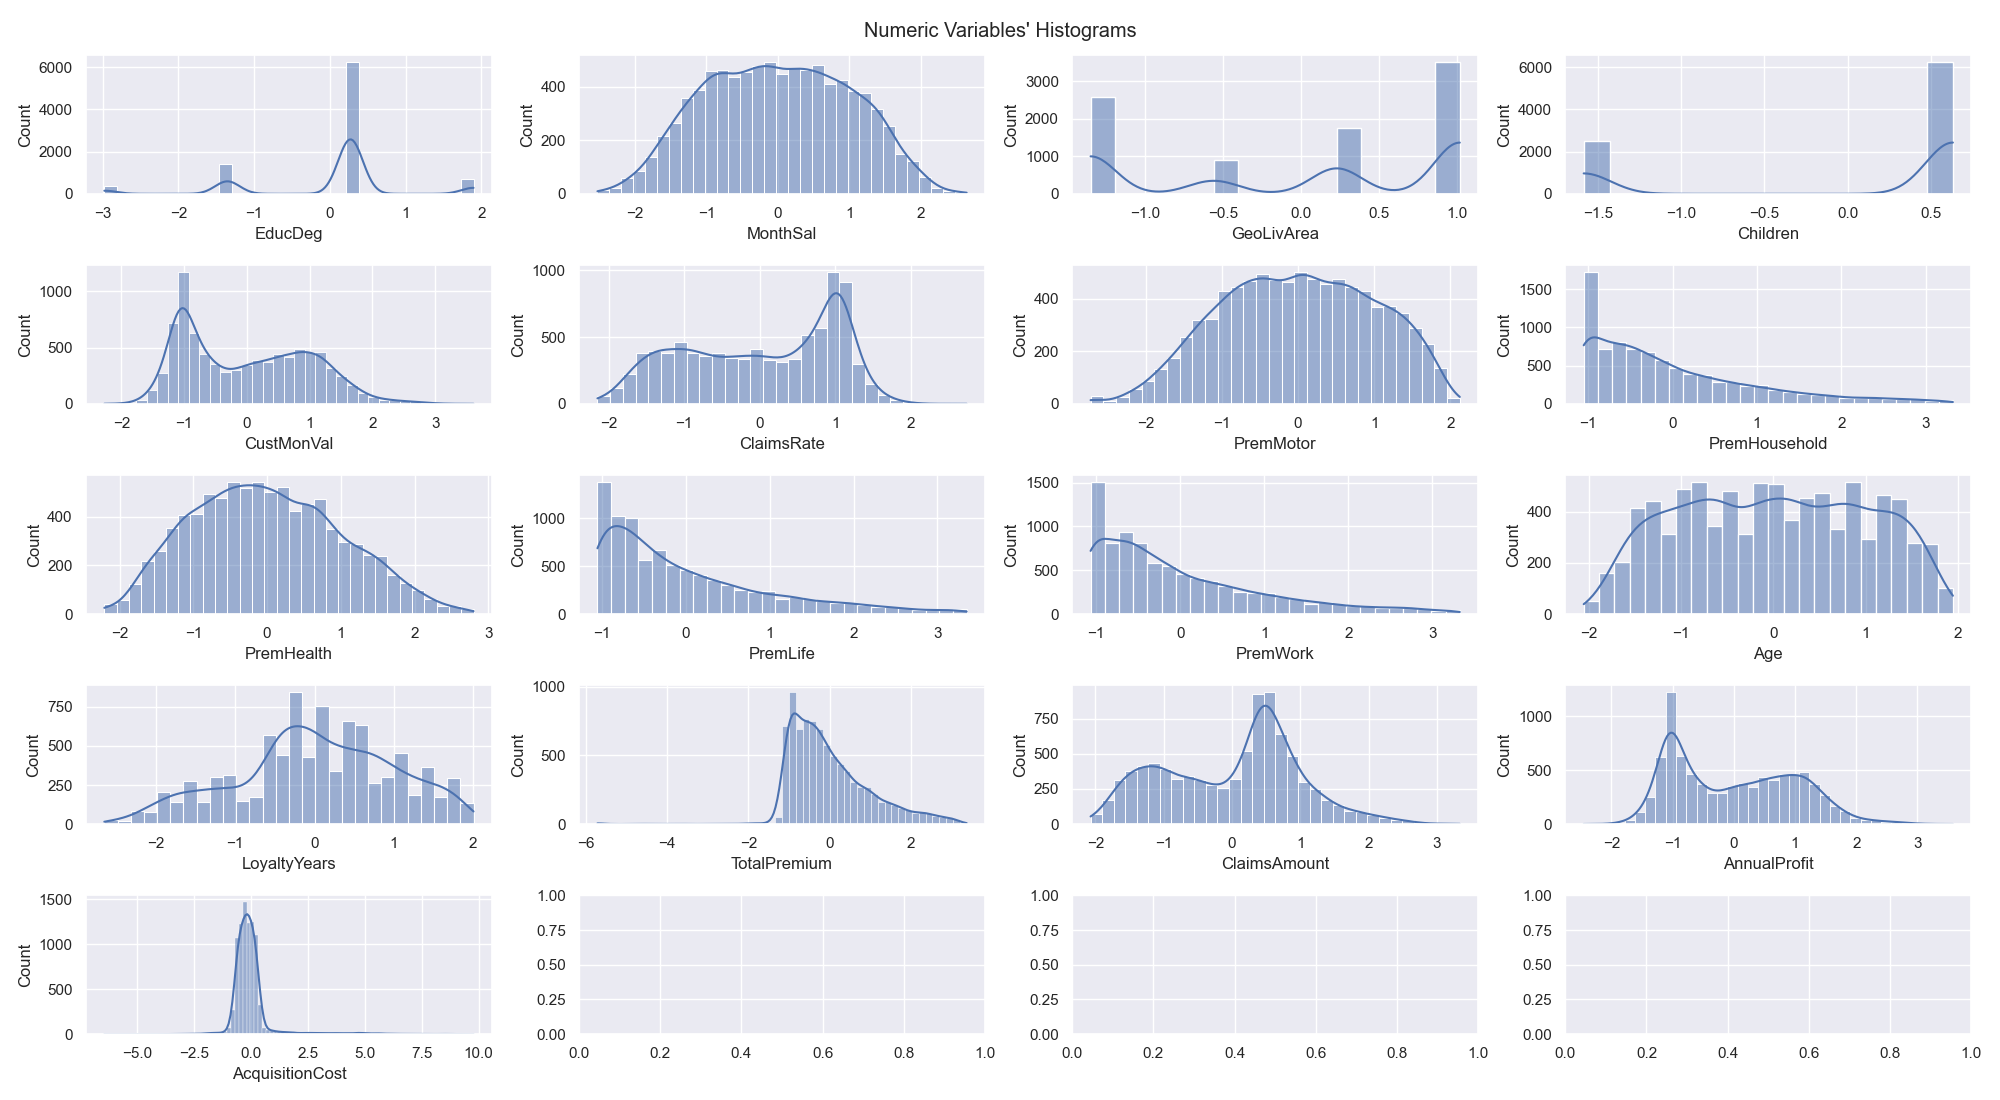 Numeric Variables' Histograms
6000
4000
2000
0
Count
−3 −2 −1 0 1 2
EducDeg
400
200
0
Count
−2 −1 0 1 2
MonthSal
3000
2000
1000
0
Count
−1.0 −0.5 0.0 0.5 1.0
GeoLivArea
6000
4000
2000
0
Count
−1.5 −1.0 −0.5 0.0 0.5
Children
1000
500
0
Count
−2 −1 0 1 2 3
CustMonVal
1000
500
0
Count
−2 −1 0 1 2
ClaimsRate
400
200
0
Count
−2 −1 0 1 2
PremMotor
1500
1000
500
0
Count
−1 0 1 2 3
PremHousehold
400
200
0
Count
−2 −1 0 1 2 3
PremHealth
1000
500
0
Count
−1 0 1 2 3
PremLife
1500
1000
500
0
Count
−1 0 1 2 3
PremWork
400
200
0
Count
−2 −1 0 1 2
Age
750
500
250
0
Count
−2 −1 0 1 2
LoyaltyYears
1000
500
0
Count
−6 −4 −2 0 2
TotalPremium
750
500
250
0
Count
−2 −1 0 1 2 3
ClaimsAmount
1000
500
0
Count
−2 −1 0 1 2 3
AnnualProfit
1500
1000
500
0
Count
−5.0 −2.5 0.0 2.5 5.0 7.5 10.0
AcquisitionCost
1.00
0.75
0.50
0.25
0.00
0.0 0.2 0.4 0.6 0.8 1.0
1.00
0.75
0.50
0.25
0.00
0.0 0.2 0.4 0.6 0.8 1.0
1.00
0.75
0.50
0.25
0.00
0.0 0.2 0.4 0.6 0.8 1.0